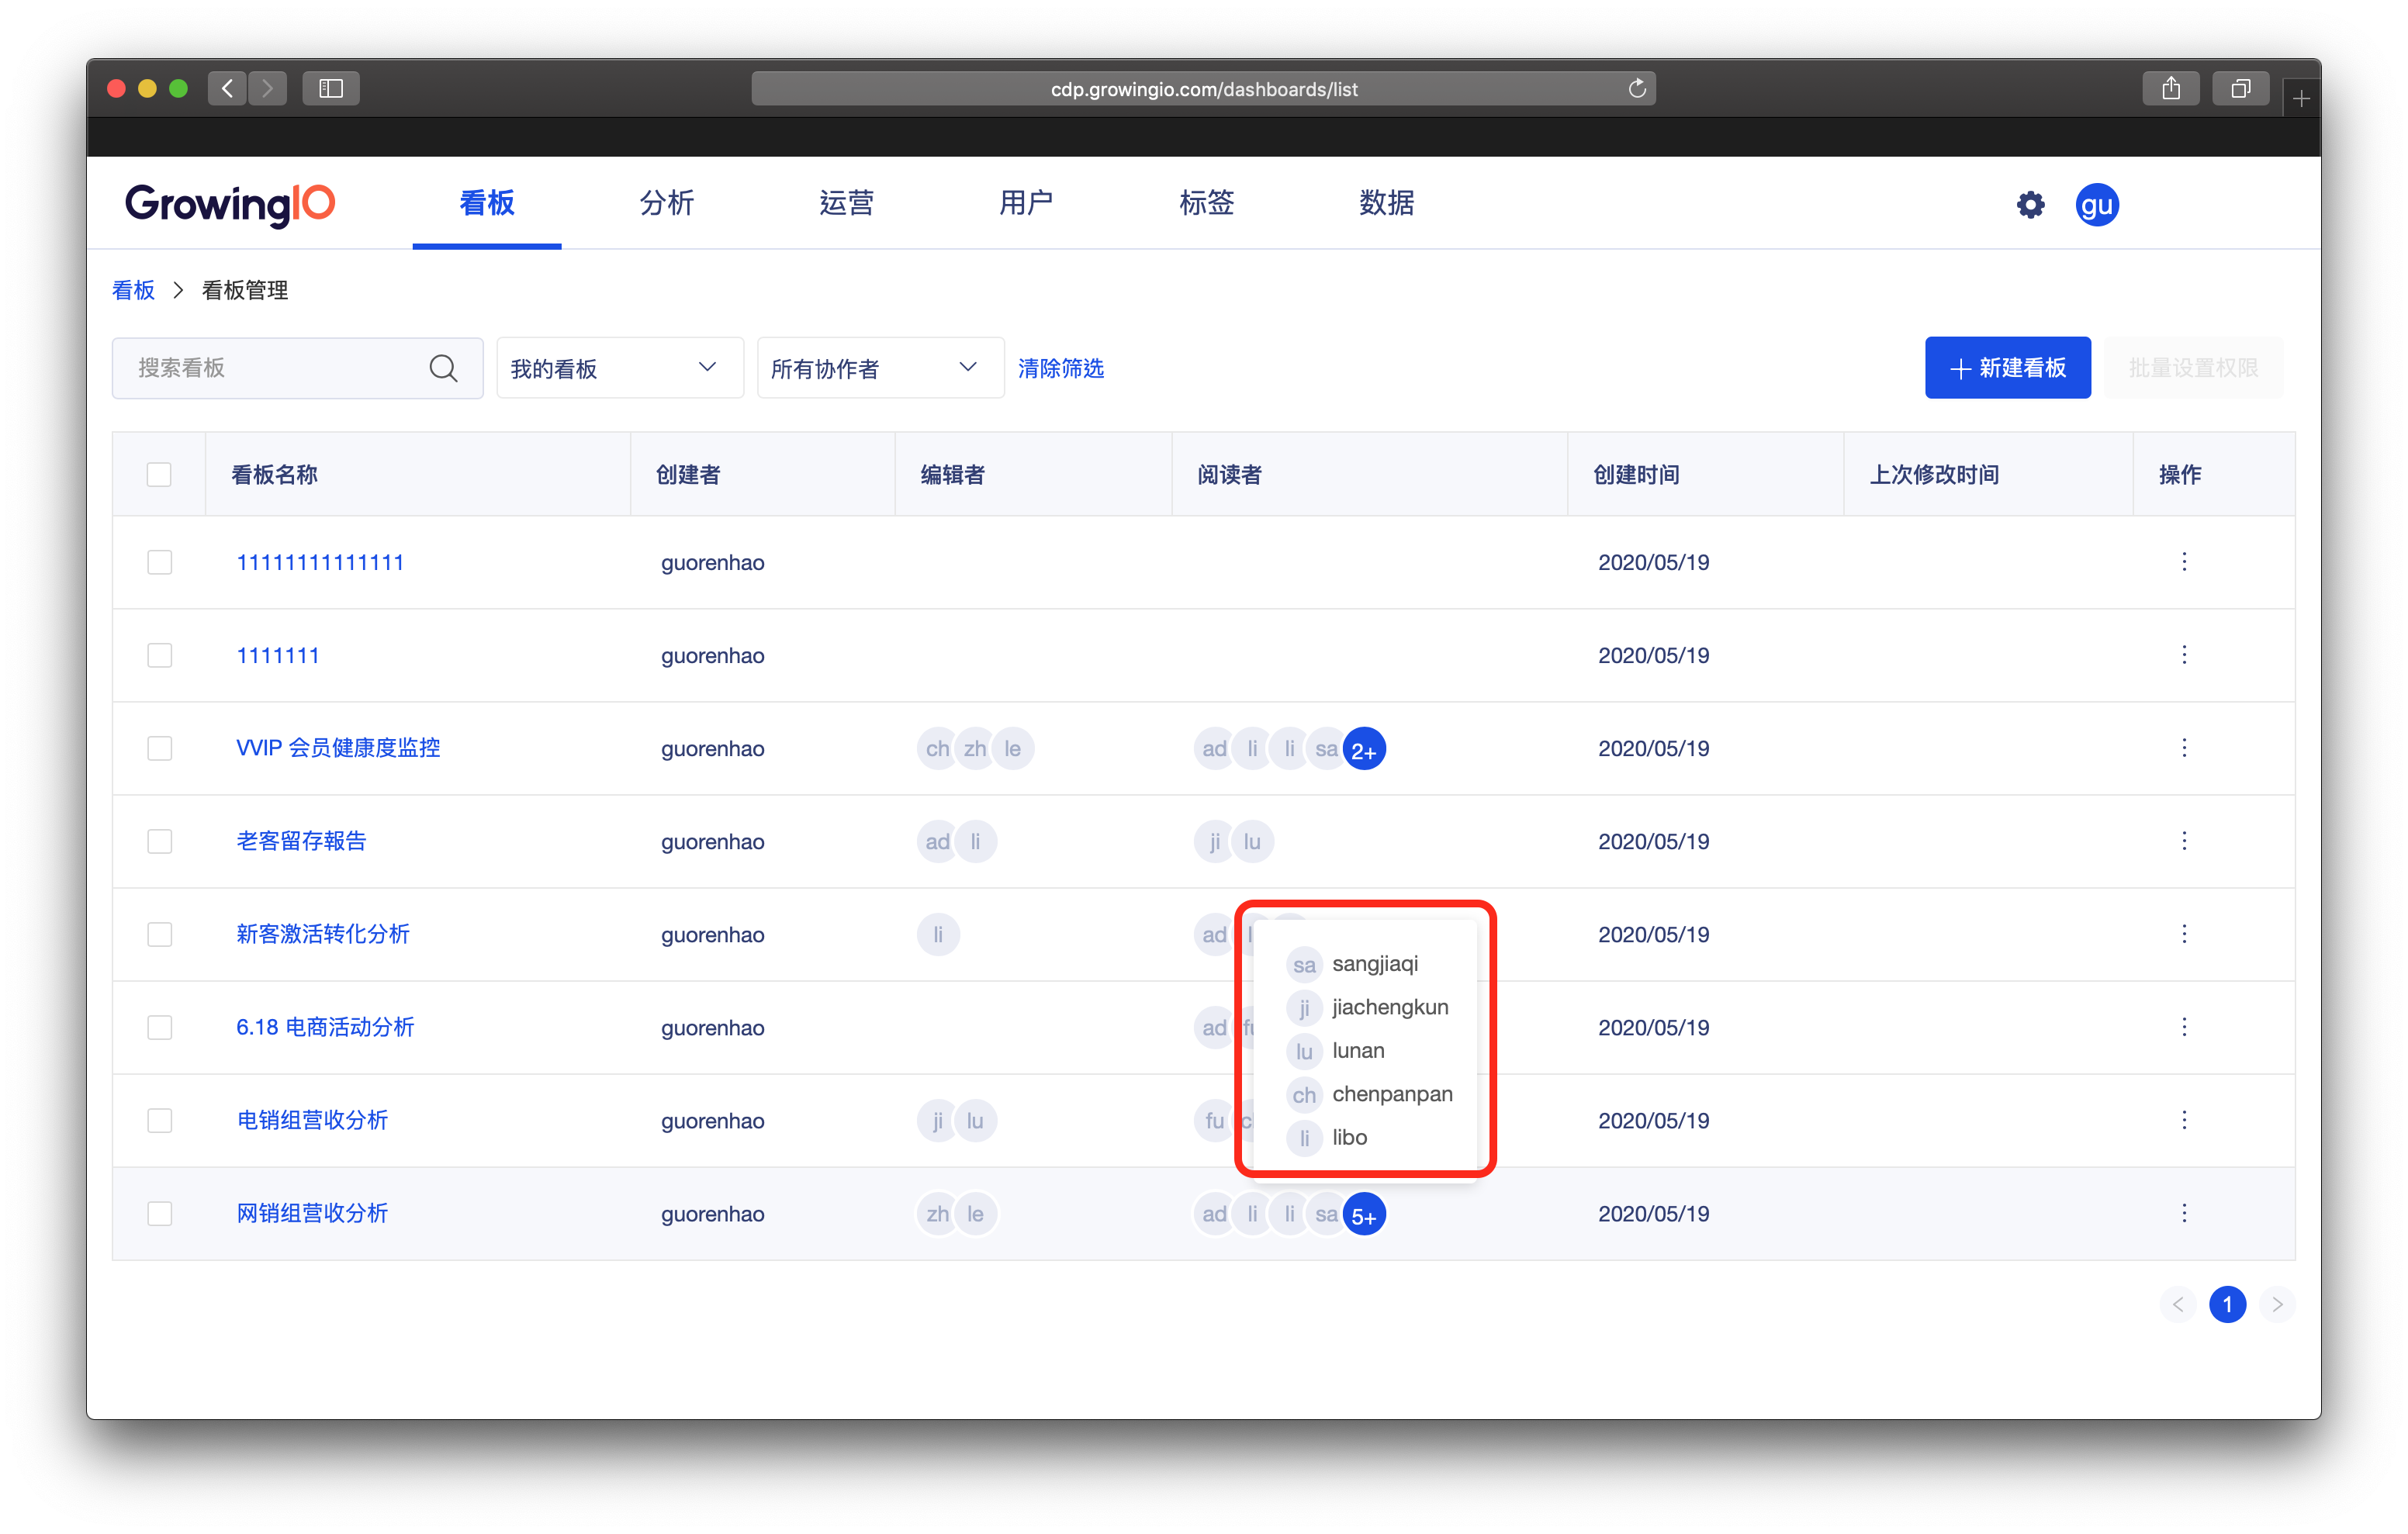 cdp.growingio.com/dashboards/list
GrowingIO 看板 分析 运营 用户 标签 数据 gu
看板 > 看板管理
搜索看板 我的看板 所有协作者 清除筛选 + 新建看板 批量设置权限
看板名称 创建者 编辑者 阅读者 创建时间 上次修改时间 操作
11111111111111 guorenhao 2020/05/19
1111111 guorenhao 2020/05/19
VVIP 会员健康度监控 guorenhao ch zh le ad li li sa 2+ 2020/05/19
老客留存報告 guorenhao ad li ji lu 2020/05/19
新客激活转化分析 guorenhao li ad 2020/05/19
sa sangjiaqi
ji jiachengkun
6.18 电商活动分析 guorenhao ad 2020/05/19
lu lunan
ch chenpanpan
电销组营收分析 guorenhao ji lu fu 2020/05/19
li libo
网销组营收分析 guorenhao zh le ad li li sa 5+ 2020/05/19
< 1 >